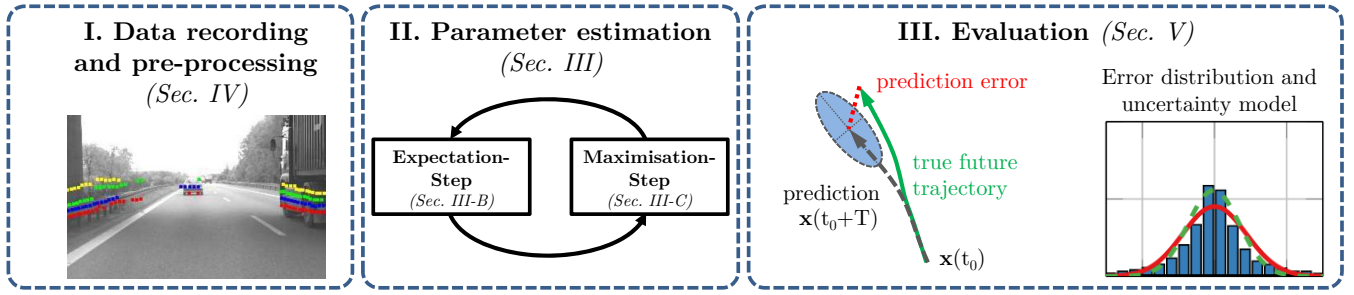 I. Data recording
and pre-processing
(Sec. IV)
II. Parameter estimation
(Sec. III)
Expectation-
Step
(Sec. III-B)
Maximisation-
Step
(Sec. III-C)
III. Evaluation (Sec. V)
prediction error
true future
trajectory
prediction
x(t₀+T)
x(t₀)
Error distribution and
uncertainty model